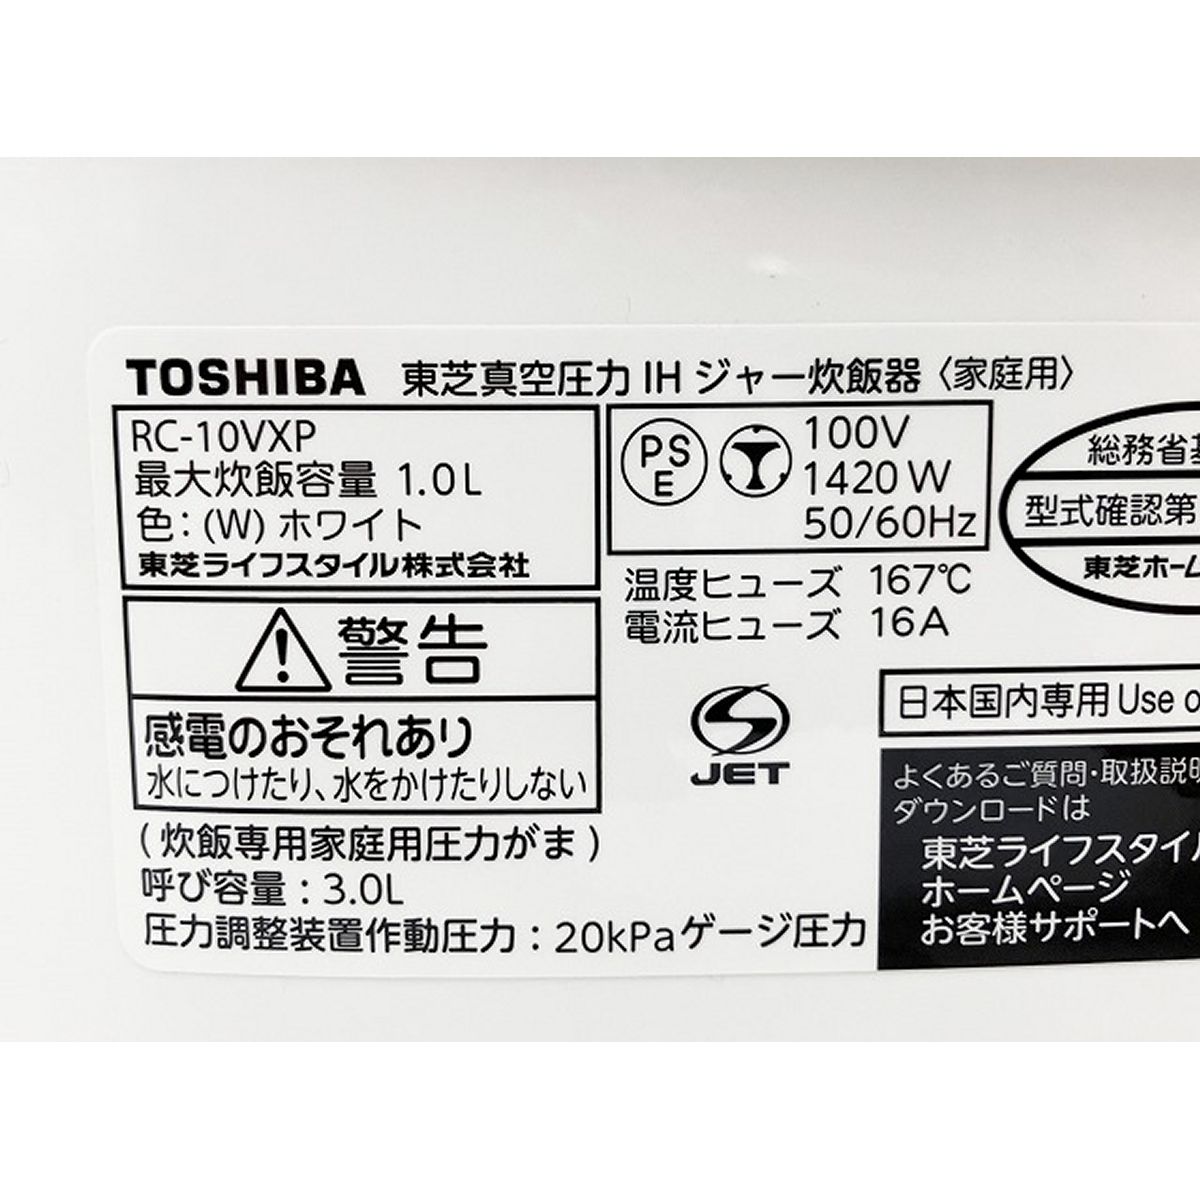 TOSHIBA 東芝真空圧力IHジャー炊飯器〈家庭用〉
RC-10VXP
最大炊飯容量 1.0L
色:(W)ホワイト
東芝ライフスタイル株式会社
PSE
100V
1420W
50/60Hz
温度ヒューズ 167℃
電流ヒューズ 16A
総務省
型式確認第
東芝ホーム
警告
感電のおそれあり
水につけたり、水をかけたりしない
(炊飯専用家庭用圧力がま)
呼び容量:3.0L
圧力調整装置作動圧力:20kPaゲージ圧力
JET
日本国内専用 Use o
よくあるご質問・取扱説明
ダウンロードは
東芝ライフスタイル
ホームページ
お客様サポートへ